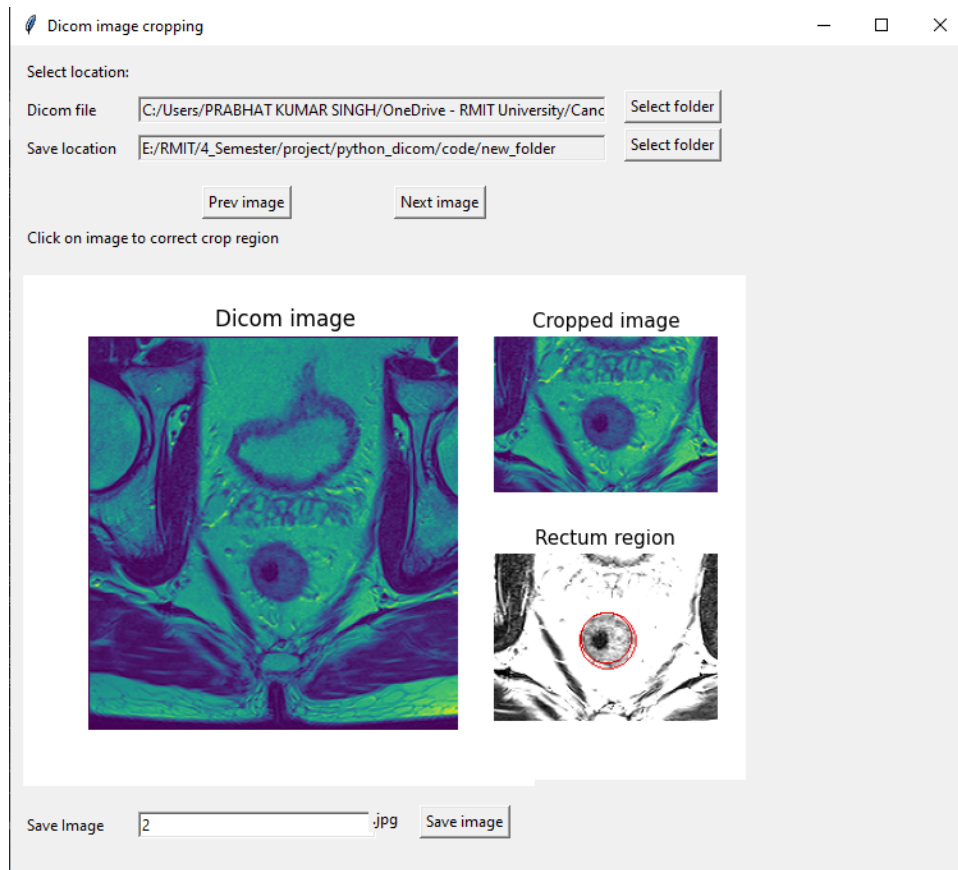 Dicom image cropping
Select location:
Dicom file C:/Users/PRABHAT KUMAR SINGH/OneDrive - RMIT University/Canc Select folder
Save location E:/RMIT/4_Semester/project/python_dicom/code/new_folder Select folder
Prev image Next image
Click on image to correct crop region
Dicom image
Cropped image
Rectum region
Save Image 2 .jpg Save image